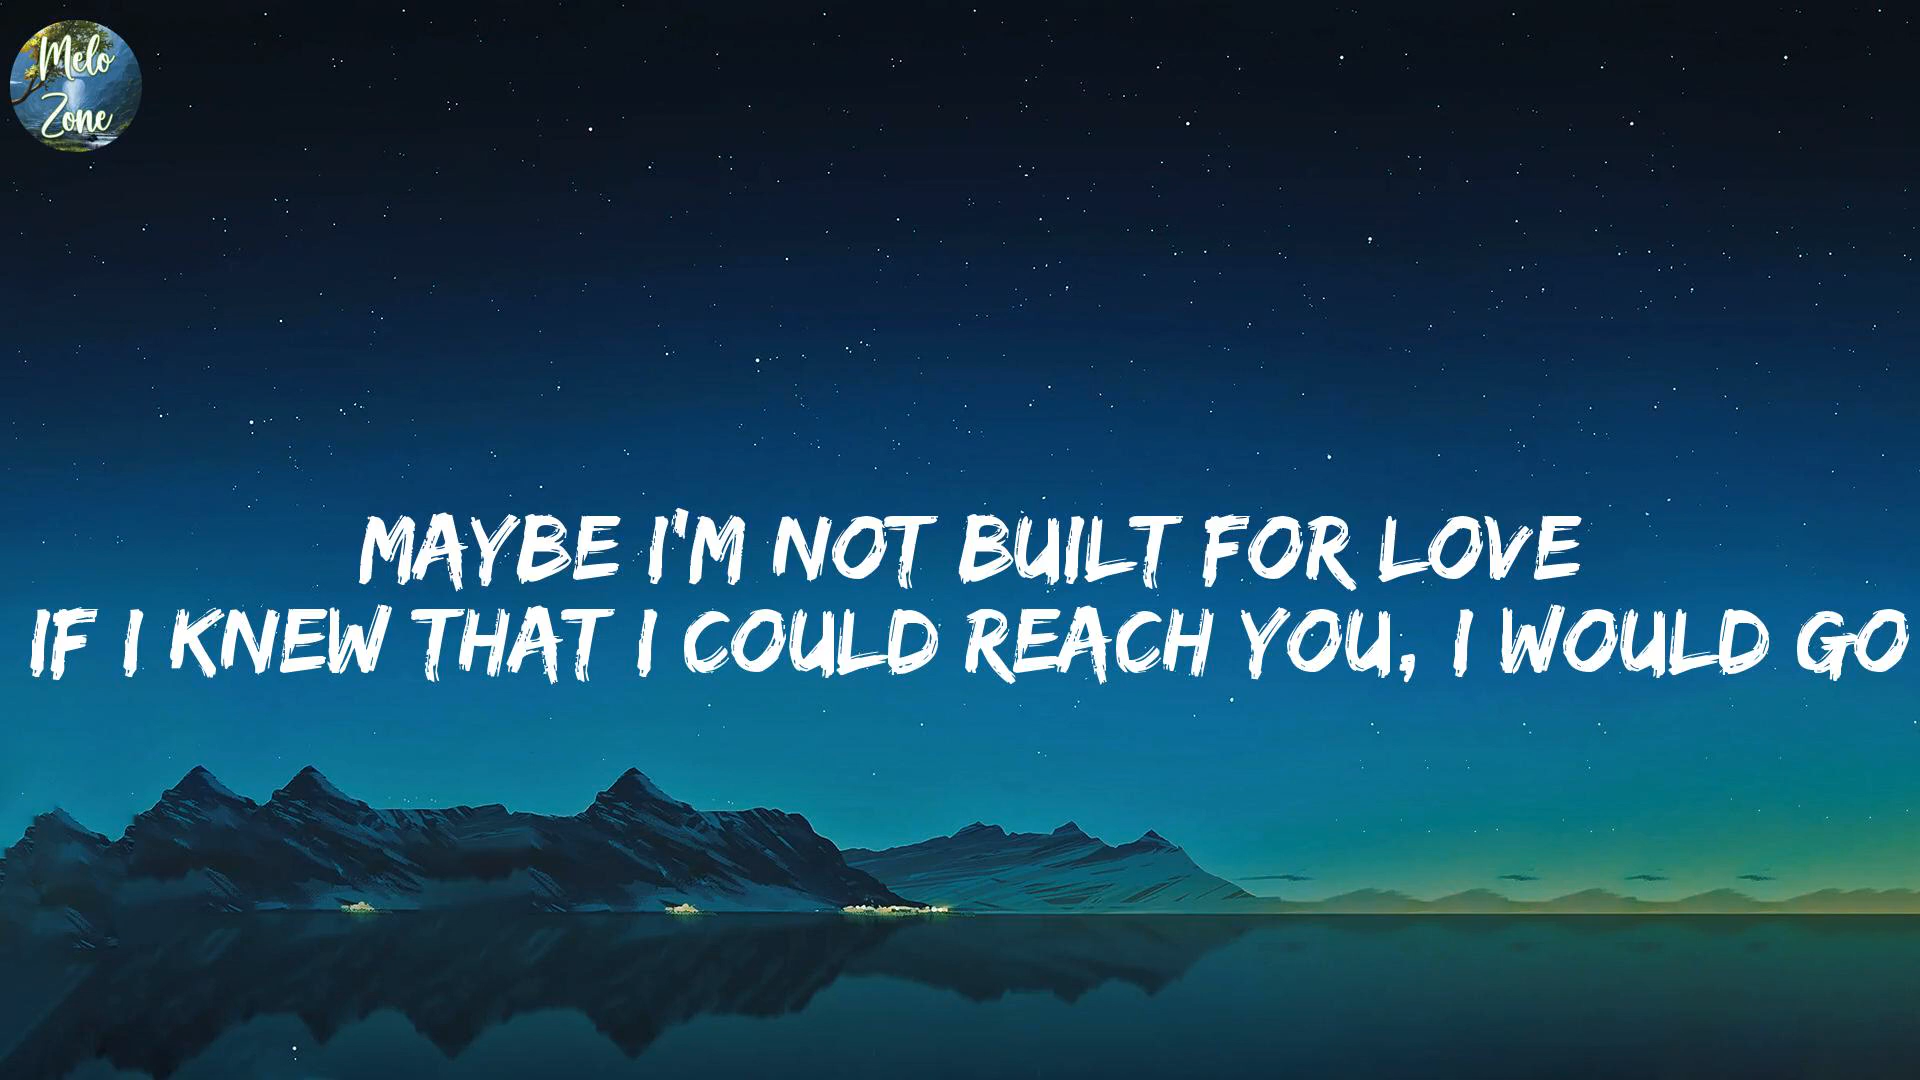 Melo
Zone
MAYBE I'M NOT BUILT FOR LOVE
IF I KNEW THAT I COULD REACH YOU, I WOULD GO